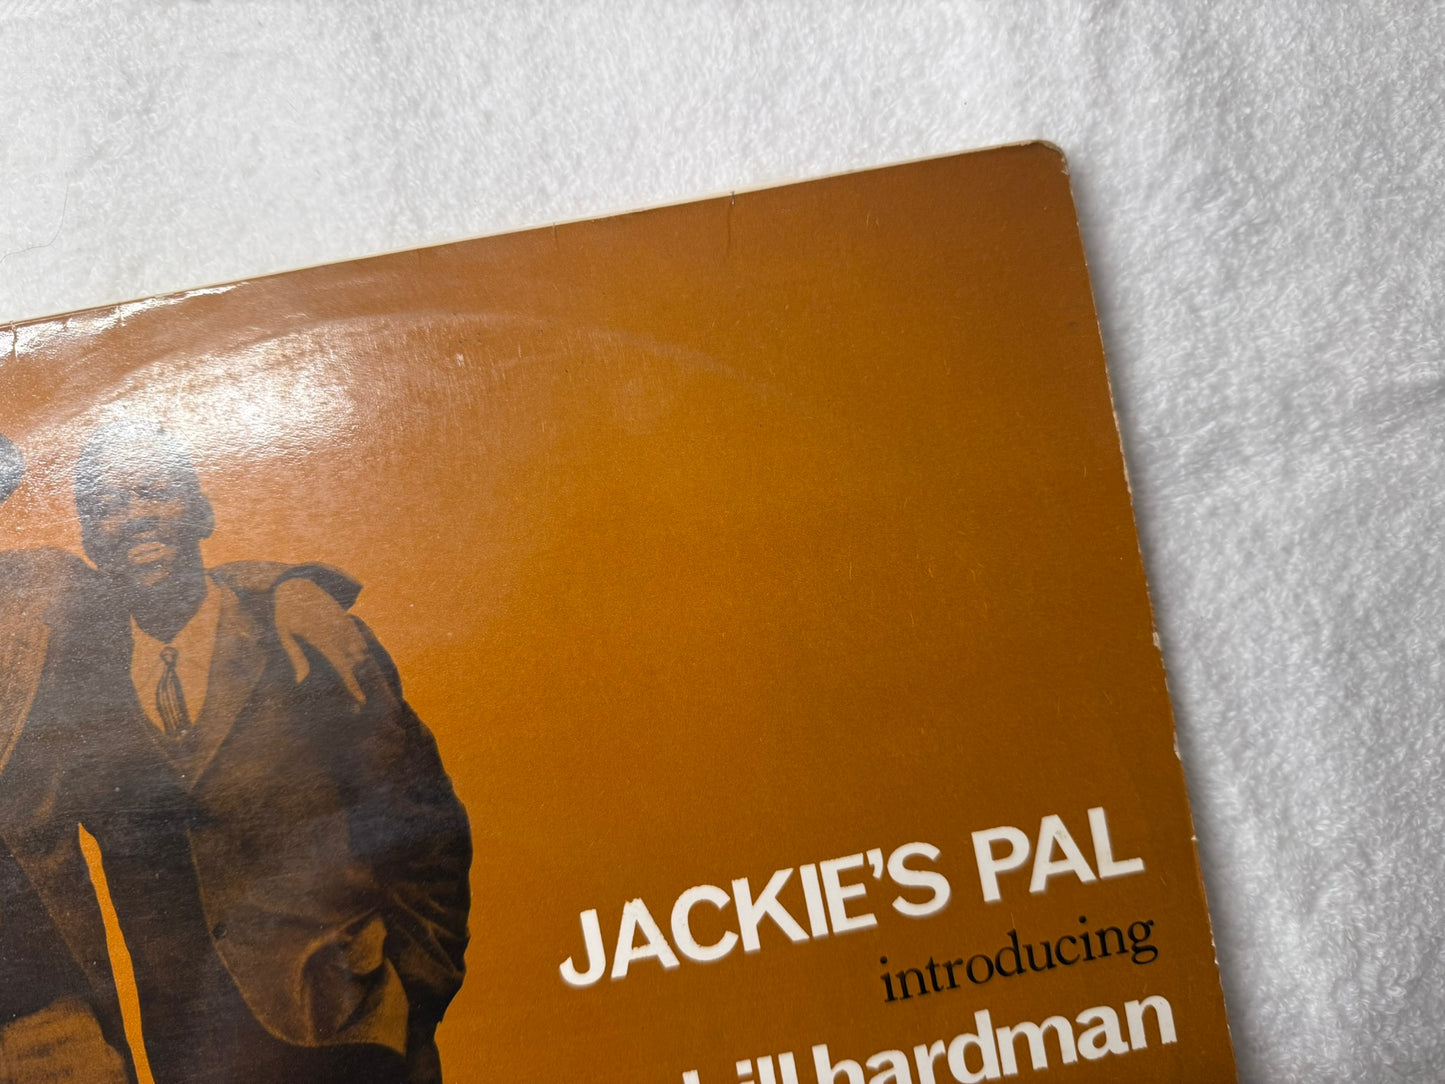 JACKIE'S PAL
introducing
bill hardman